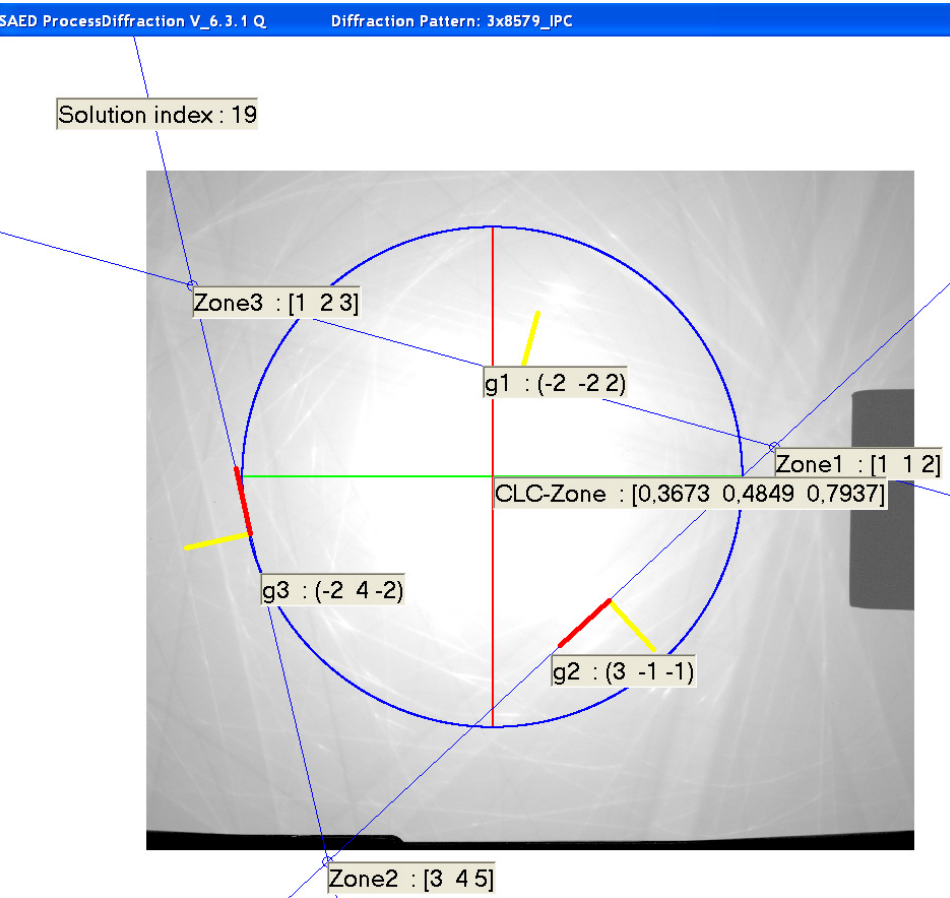 SAED ProcessDiffraction V_6.3.1 Q Diffraction Pattern: 3x8579_IPC
Solution index : 19
Zone3 : [1 2 3]
g1 : (-2 -2 2)
Zone1 : [1 1 2]
CLC-Zone : [0,3673 0,4849 0,7937]
g3 : (-2 4 -2)
g2 : (3 -1 -1)
Zone2 : [3 4 5]